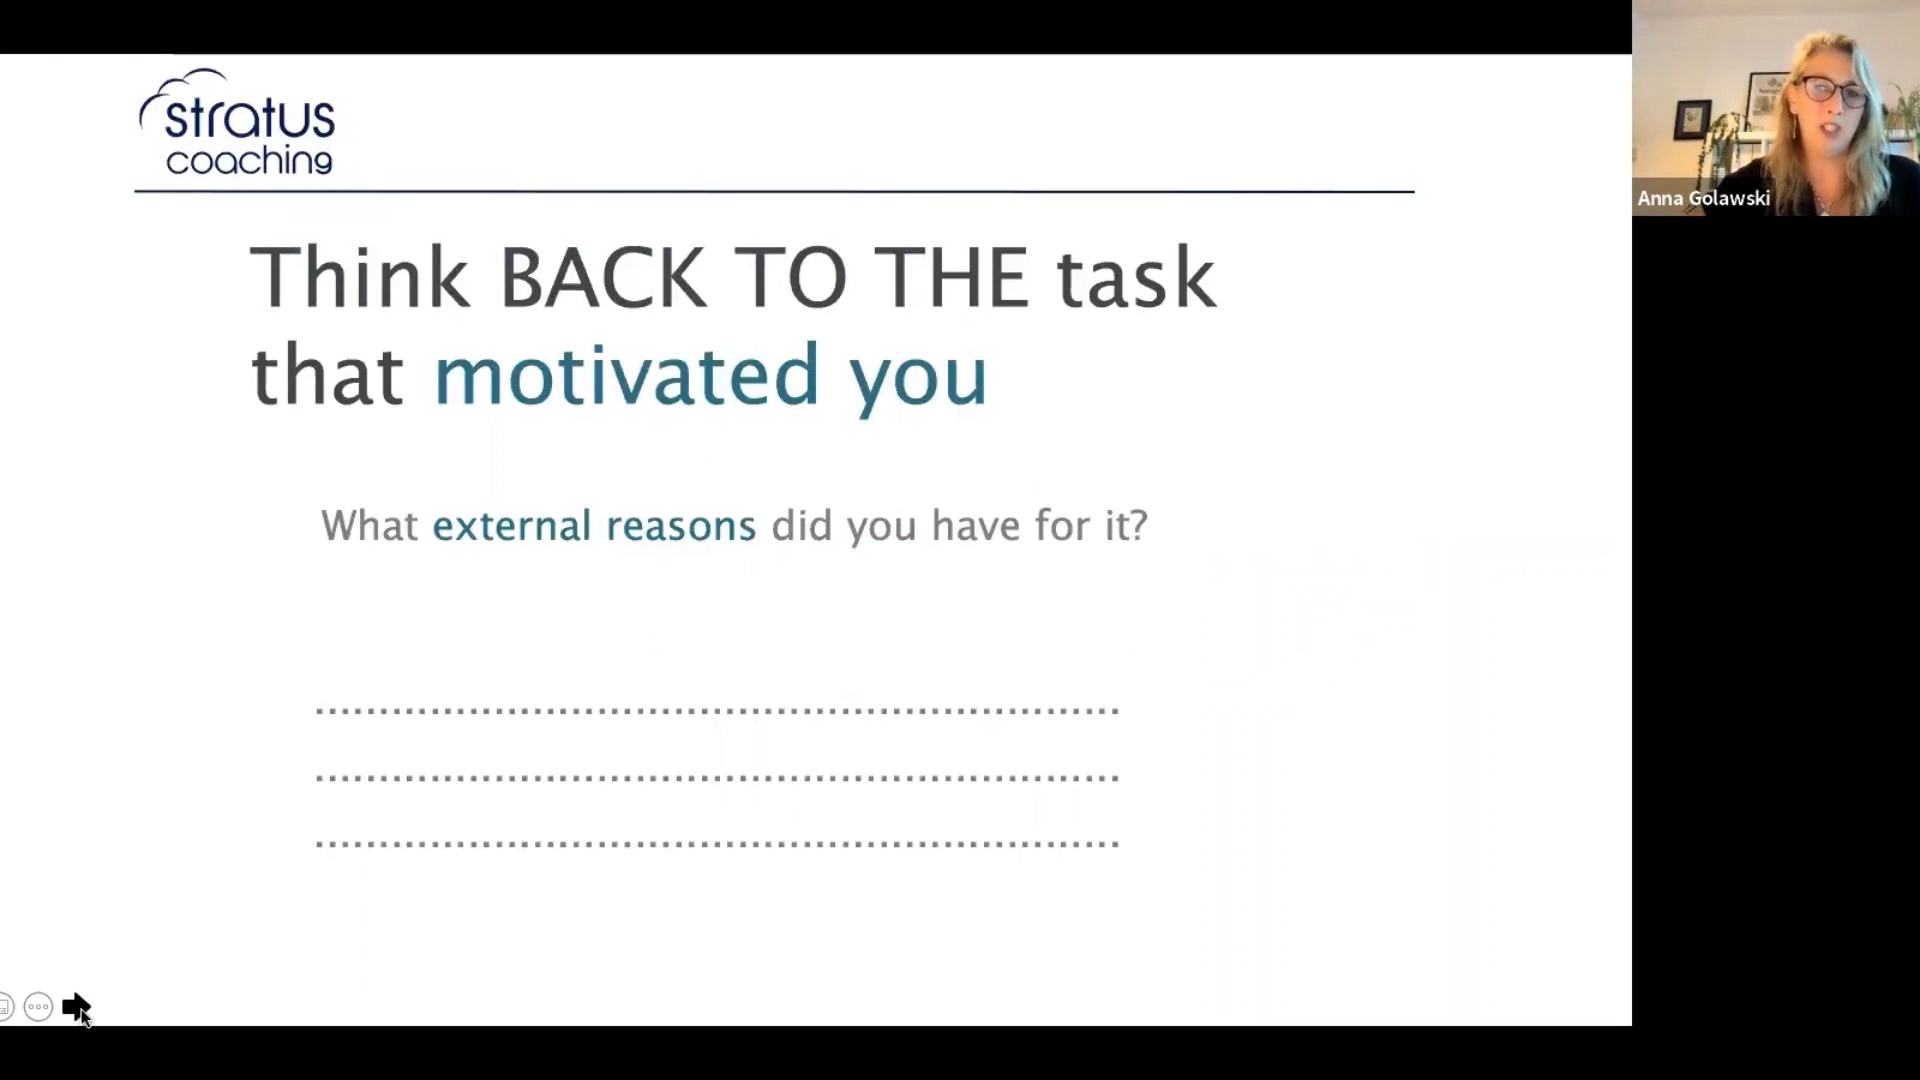 stratus
coaching
Think BACK TO THE task
that motivated you
What external reasons did you have for it?
................................................................
................................................................
................................................................
Anna Golawski